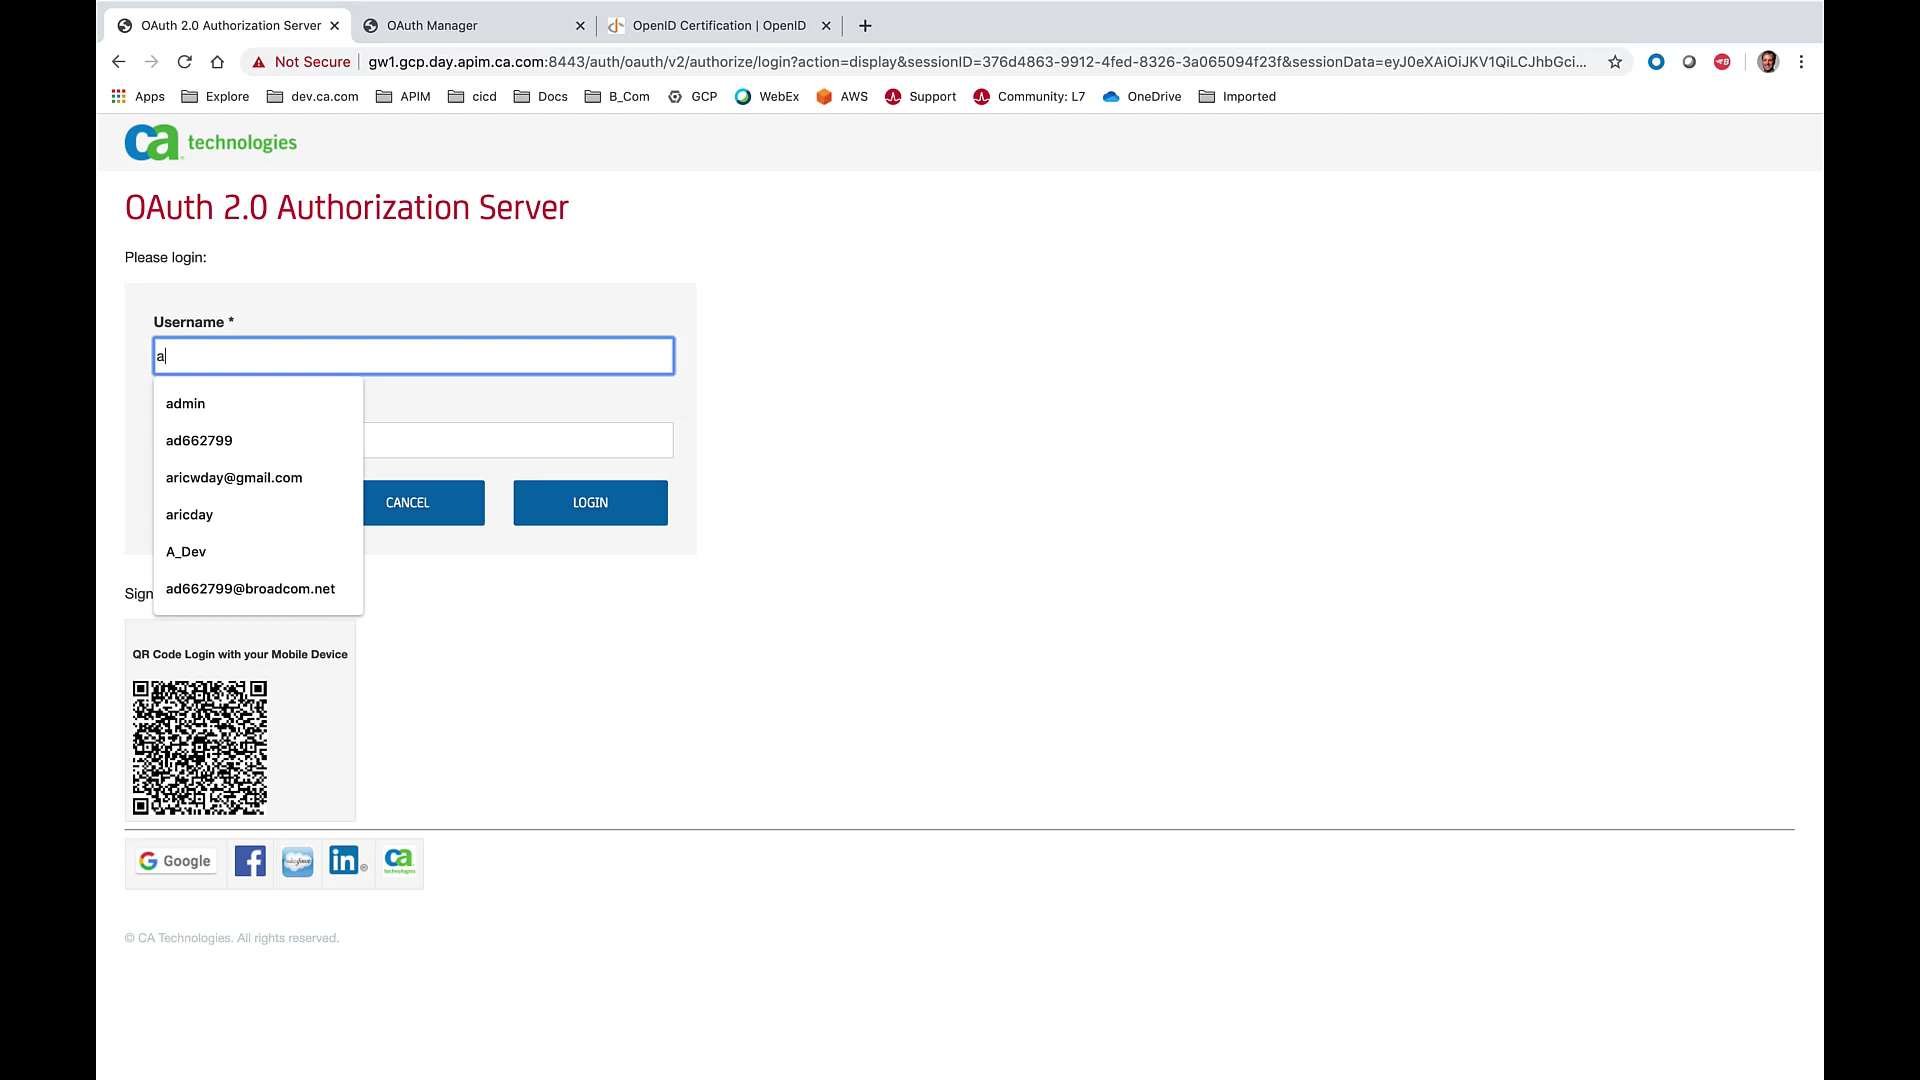 OAuth 2.0 Authorization Server
OAuth Manager
OpenID Certification | OpenID
Not Secure
gw1.gcp.day.apim.ca.com:8443/auth/oauth/v2/authorize/login?action=display&sessionID=376d4863-9912-4fed-8326-3a065094f23f&sessionData=eyJ0eXAiOiJKV1QiLCJhbGci...
Apps Explore dev.ca.com APIM cicd Docs B_Com GCP WebEx AWS Support Community: L7 OneDrive Imported
ca technologies
OAuth 2.0 Authorization Server
Please login:
Username *
a
admin
ad662799
aricwday@gmail.com
aricday
A_Dev
ad662799@broadcom.net
CANCEL LOGIN
Sign
QR Code Login with your Mobile Device
Google
f
in
ca
technologies
© CA Technologies. All rights reserved.